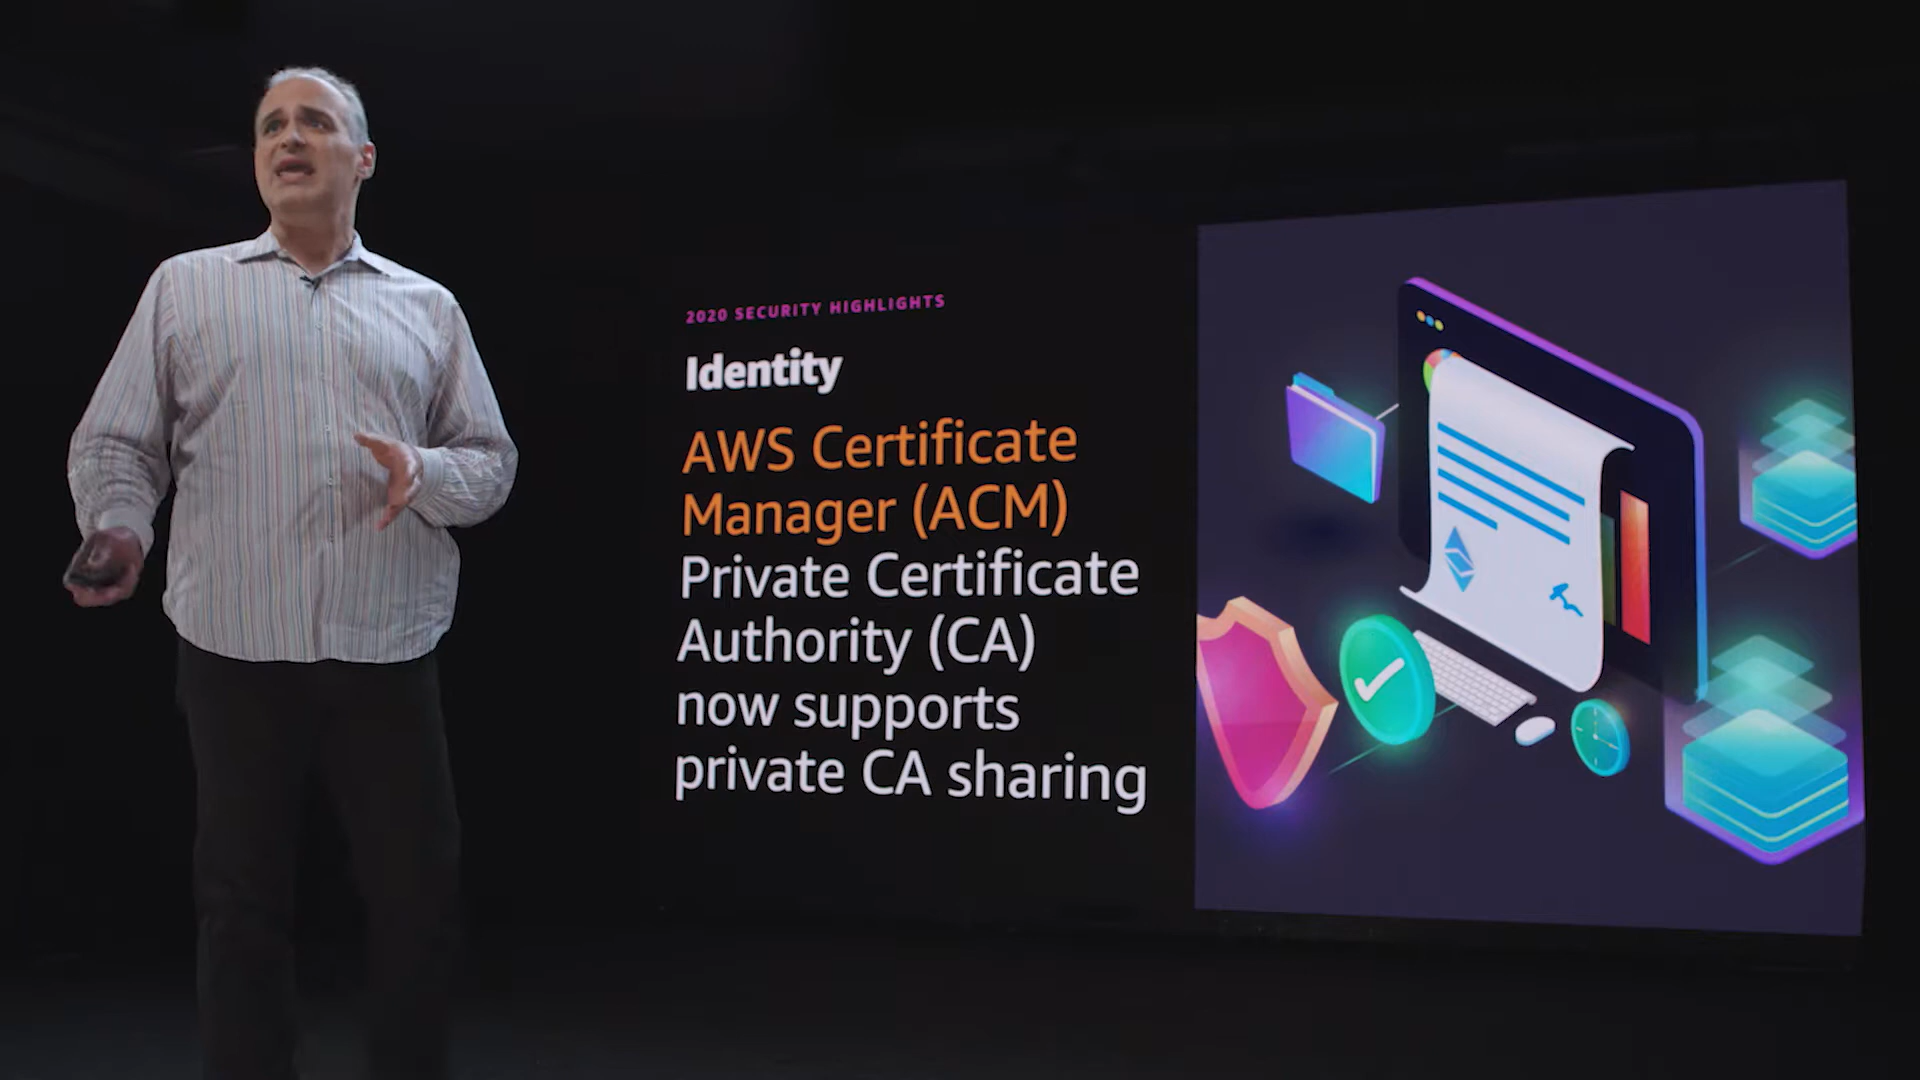 2020 SECURITY HIGHLIGHTS
Identity
AWS Certificate
Manager (ACM)
Private Certificate
Authority (CA)
now supports
private CA sharing